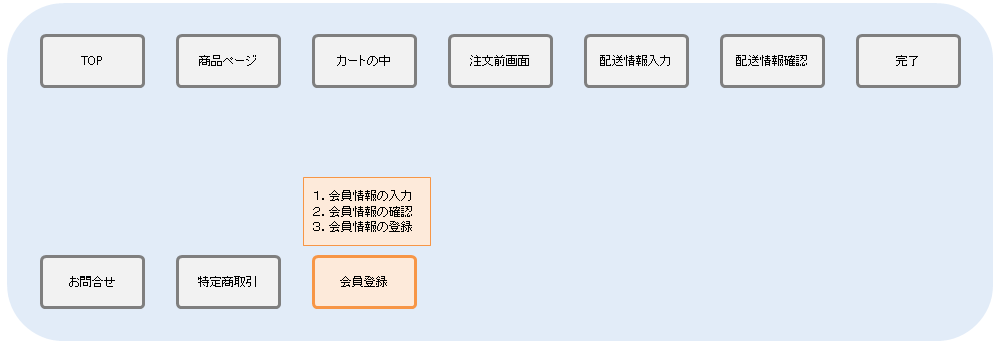 TOP
商品ページ
カートの中
注文前画面
配送情報入力
配送情報確認
完了
1. 会員情報の入力
2. 会員情報の確認
3. 会員情報の登録
お問合せ
特定商取引
会員登録